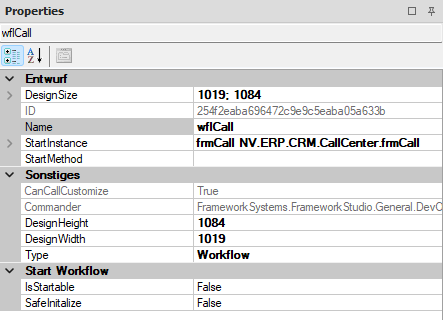 Properties
wflCall
Entwurf
DesignSize 1019; 1084
ID 254f2eaba696472c9e9c5eaba05a633b
Name wflCall
StartInstance frmCall NV.ERP.CRM.CallCenter.frmCall
StartMethod
Sonstiges
CanCallCustomize True
Commander FrameworkSystems.FrameworkStudio.General.DevO
DesignHeight 1084
DesignWidth 1019
Type Workflow
Start Workflow
IsStartable False
SafeInitalize False